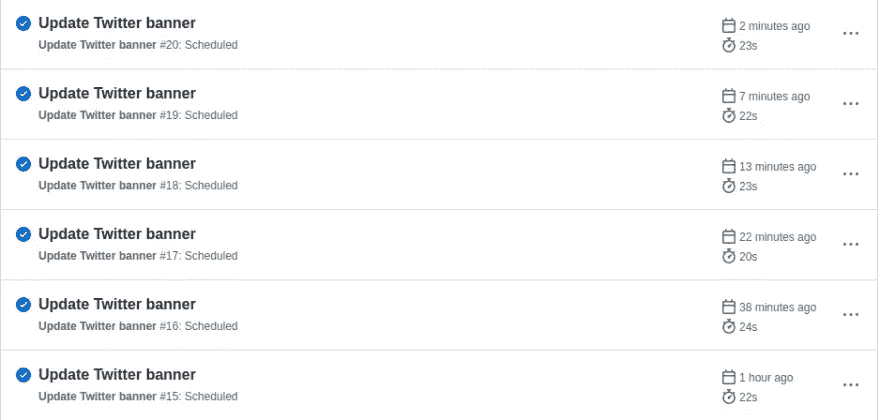 Update Twitter banner
2 minutes ago
Update Twitter banner #20: Scheduled
23s
Update Twitter banner
7 minutes ago
Update Twitter banner #19: Scheduled
22s
Update Twitter banner
13 minutes ago
Update Twitter banner #18: Scheduled
23s
Update Twitter banner
22 minutes ago
Update Twitter banner #17: Scheduled
20s
Update Twitter banner
38 minutes ago
Update Twitter banner #16: Scheduled
24s
Update Twitter banner
1 hour ago
Update Twitter banner #15: Scheduled
22s